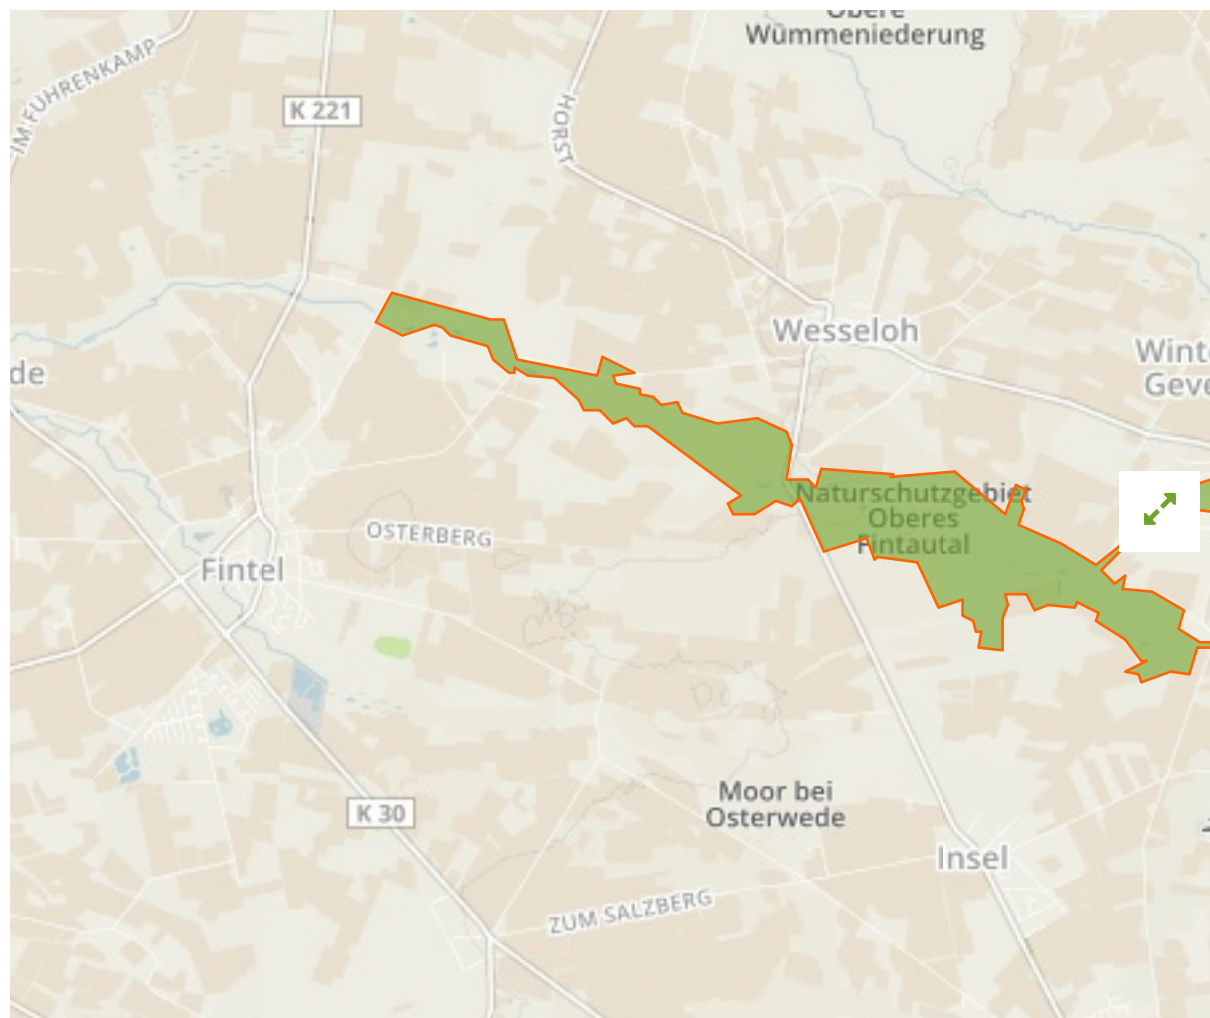 Obere
Wümmeniederung
IM FUHRENKAMP
K 221
HORST
Wesseloh
de
Naturschutzgebiet
Oberes
Fintautal
OSTERBERG
Fintel
Moor bei
Osterwede
K 30
Insel
ZUM SALZBERG